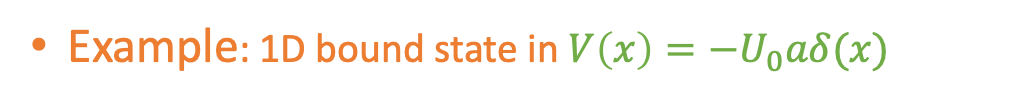 • Example: 1D bound state in V(x) = −U₀aδ(x)